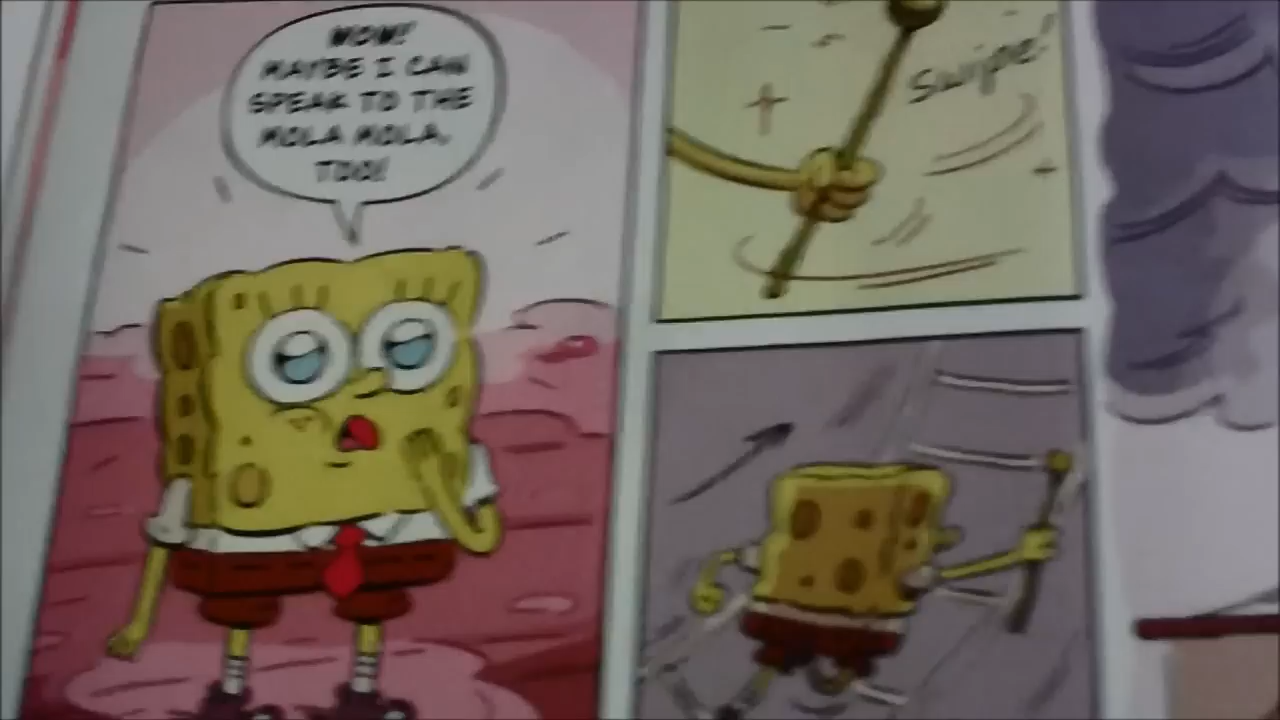 WOW!
MAYBE I CAN
SPEAK TO THE
MOLA MOLA,
TOO!
Swipe!